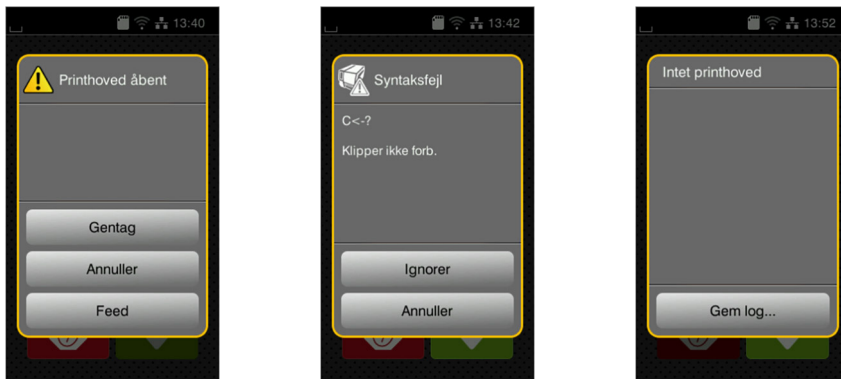 13:40
Printhoved åbent
Gentag
Annuller
Feed
13:42
Syntaksfejl
C<-?
Klipper ikke forb.
Ignorer
Annuller
13:52
Intet printhoved
Gem log...